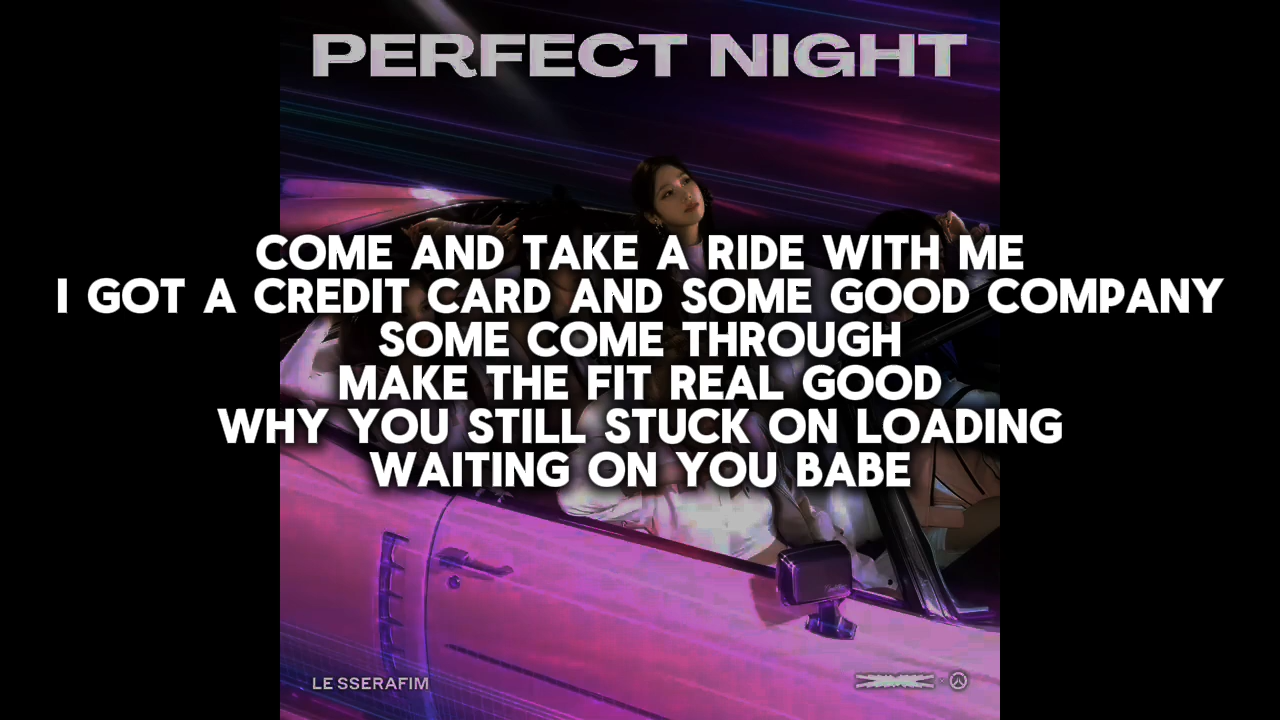 PERFECT NIGHT
COME AND TAKE A RIDE WITH ME
I GOT A CREDIT CARD AND SOME GOOD COMPANY
SOME COME THROUGH
MAKE THE FIT REAL GOOD
WHY YOU STILL STUCK ON LOADING
WAITING ON YOU BABE
LE SSERAFIM